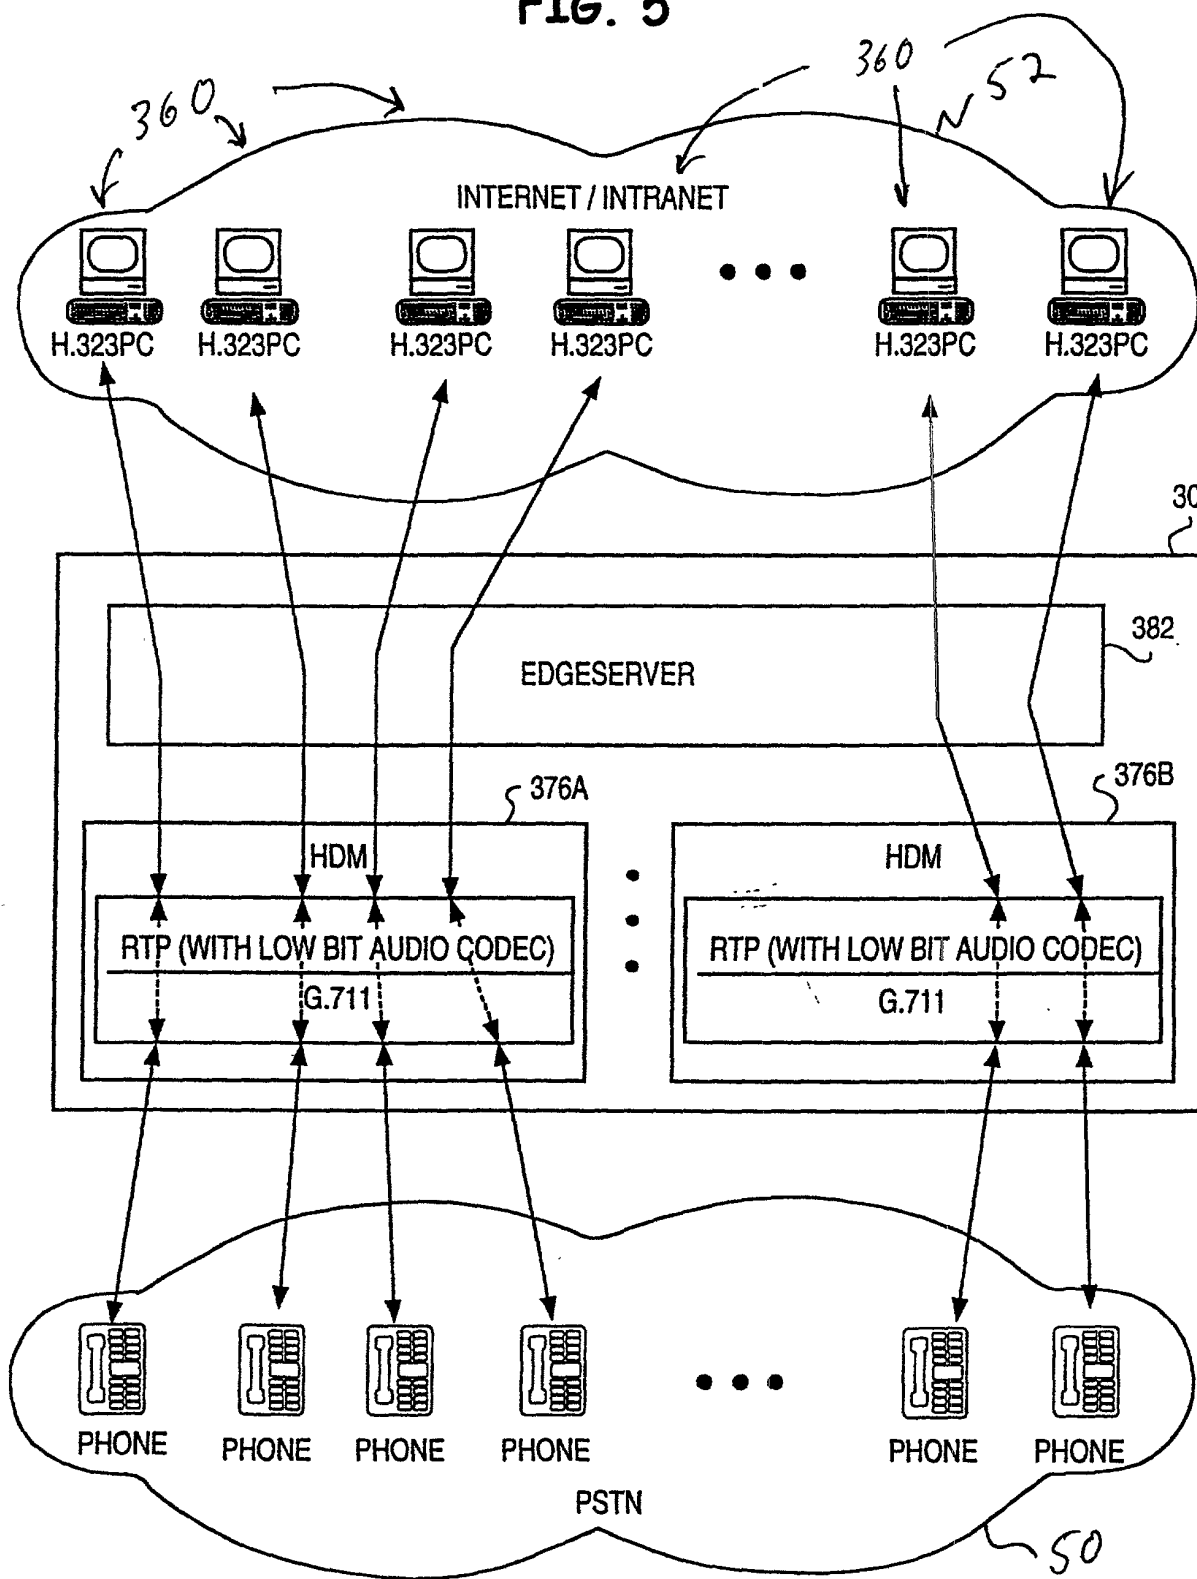 FIG. 5
360
360
52
INTERNET / INTRANET
H.323PC H.323PC H.323PC H.323PC H.323PC H.323PC
30
382
EDGESERVER
376A
376B
HDM
HDM
RTP (WITH LOW BIT AUDIO CODEC)
RTP (WITH LOW BIT AUDIO CODEC)
G.711
G.711
PHONE PHONE PHONE PHONE PHONE PHONE
PSTN
50